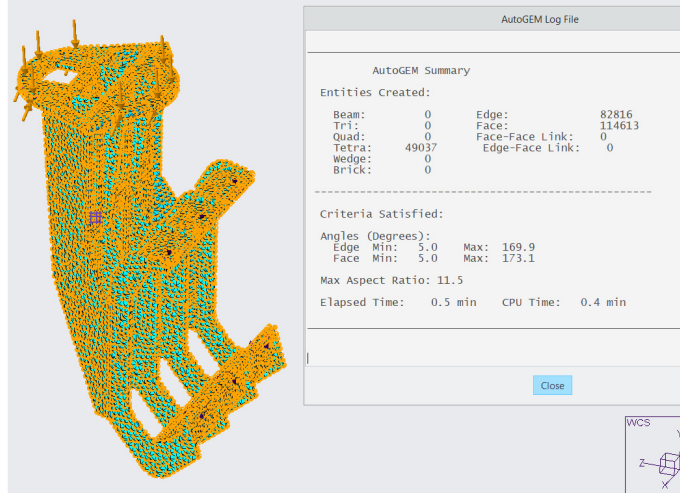 AutoGEM Log File
AutoGEM Summary
Entities Created:
Beam: 0 Edge: 82816
Tri: 0 Face: 114613
Quad: 0 Face-Face Link: 0
Tetra: 49037 Edge-Face Link: 0
Wedge: 0
Brick: 0
Criteria Satisfied:
Angles (Degrees):
Edge Min: 5.0 Max: 169.9
Face Min: 5.0 Max: 173.1
Max Aspect Ratio: 11.5
Elapsed Time: 0.5 min CPU Time: 0.4 min
Close
WCS
Y
Z
X